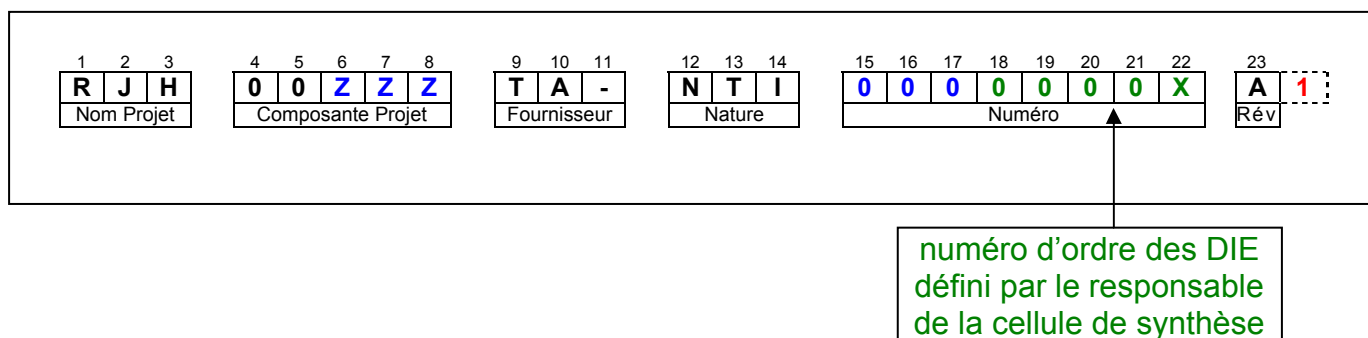 1 2 3 4 5 6 7 8 9 10 11 12 13 14 15 16 17 18 19 20 21 22 23
R J H 0 0 Z Z Z T A - N T I 0 0 0 0 0 0 0 X A 1
Nom Projet Composante Projet Fournisseur Nature Numéro Rév
numéro d'ordre des DIE
défini par le responsable
de la cellule de synthèse